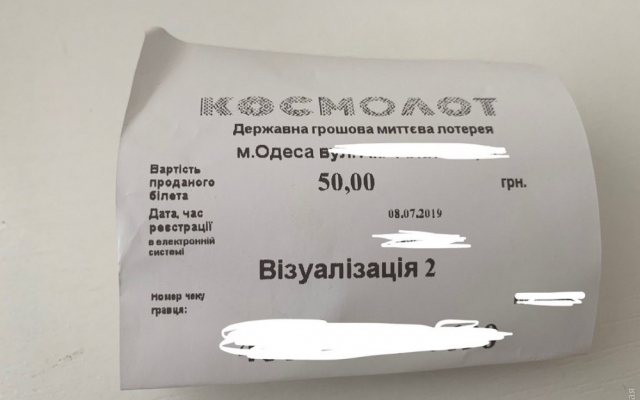 КОСМОЛОТ
Державна грошова миттєва лотерея
м.Одеса
Вартість
проданого
білета
50,00
грн.
Дата, час
реєстрації
в електронній
системі
08.07.2019
Візуалізація 2
Номер чеку
гравця: